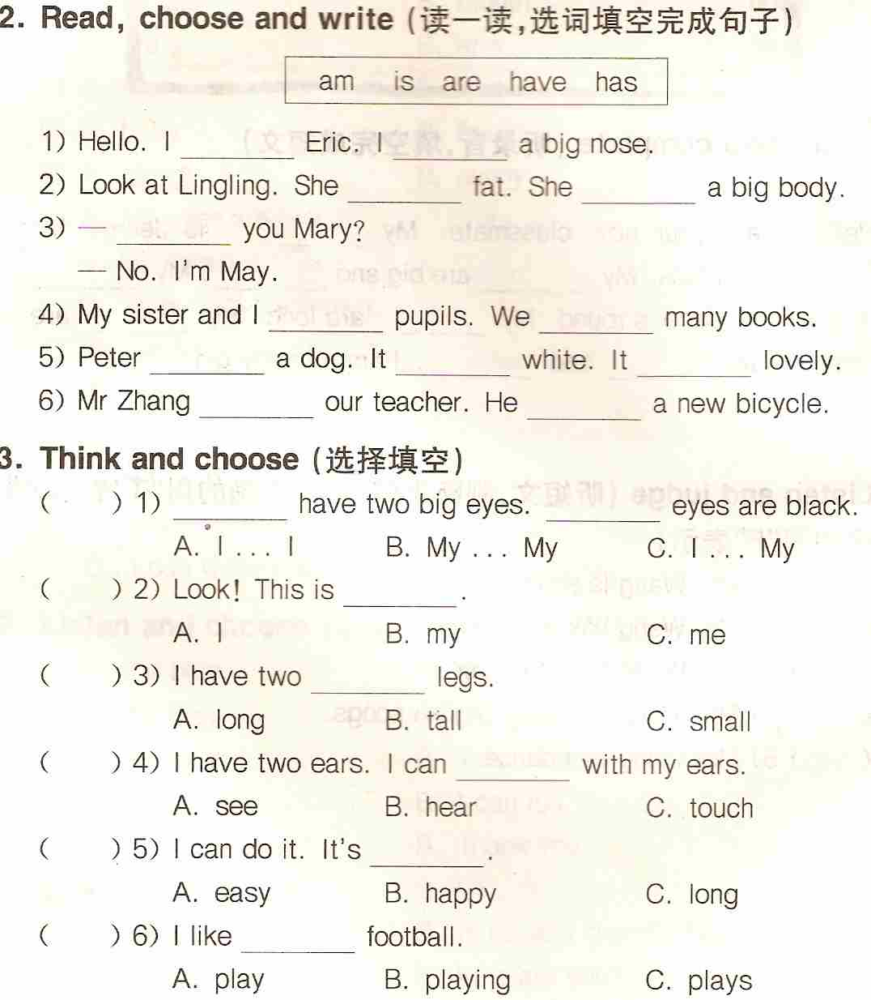 2. Read, choose and write (读一读,选词填空完成句子)
am is are have has
1) Hello. I ________ Eric. I ________ a big nose.
2) Look at Lingling. She ________ fat. She ________ a big body.
3) — ________ you Mary?
— No. I'm May.
4) My sister and I ________ pupils. We ________ many books.
5) Peter ________ a dog. It ________ white. It ________ lovely.
6) Mr Zhang ________ our teacher. He ________ a new bicycle.
3. Think and choose (选择填空)
( ) 1) ________ have two big eyes. ________ eyes are black.
A. I ... I B. My ... My C. I ... My
( ) 2) Look! This is ________.
A. I B. my C. me
( ) 3) I have two ________ legs.
A. long B. tall C. small
( ) 4) I have two ears. I can ________ with my ears.
A. see B. hear C. touch
( ) 5) I can do it. It's ________.
A. easy B. happy C. long
( ) 6) I like ________ football.
A. play B. playing C. plays